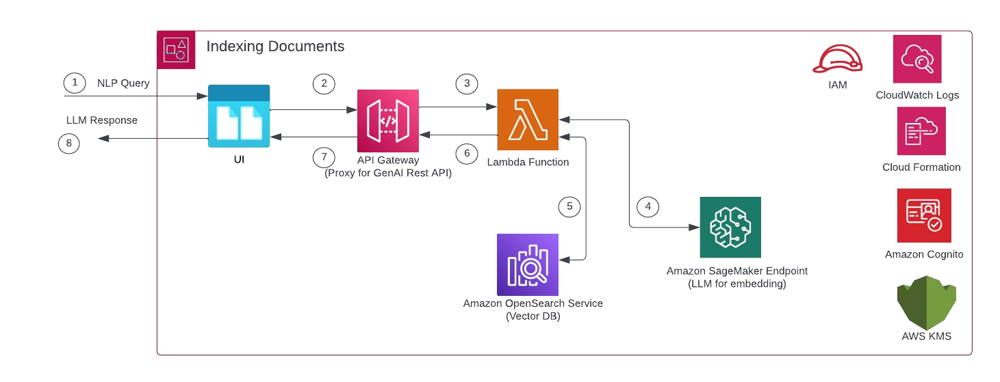 Indexing Documents
1
NLP Query
2
3
IAM
CloudWatch Logs
LLM Response
8
UI
7
API Gateway
(Proxy for GenAI Rest API)
6
Lambda Function
Cloud Formation
5
4
Amazon Cognito
Amazon SageMaker Endpoint
(LLM for embedding)
Amazon OpenSearch Service
(Vector DB)
AWS KMS